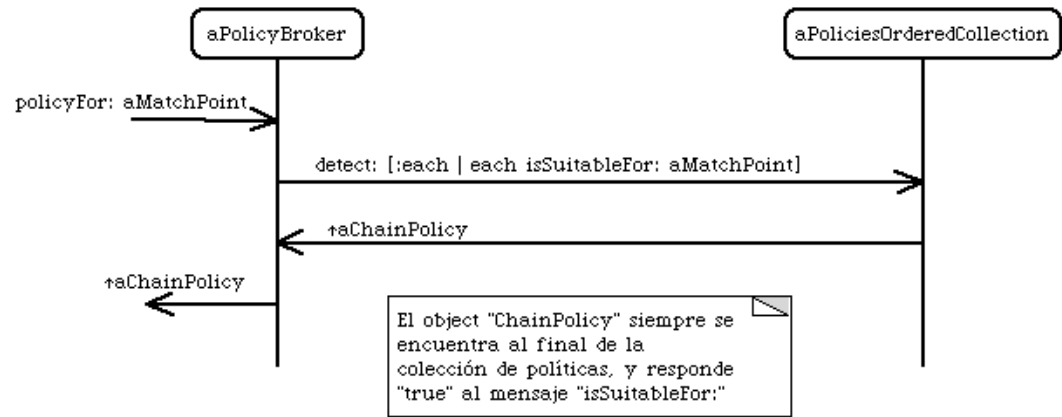 aPolicyBroker
aPoliciesOrderedCollection
policyFor: aMatchPoint
detect: [:each | each isSuitableFor: aMatchPoint]
↑aChainPolicy
↑aChainPolicy
El object "ChainPolicy" siempre se
encuentra al final de la
colección de políticas, y responde
"true" al mensaje "isSuitableFor:"